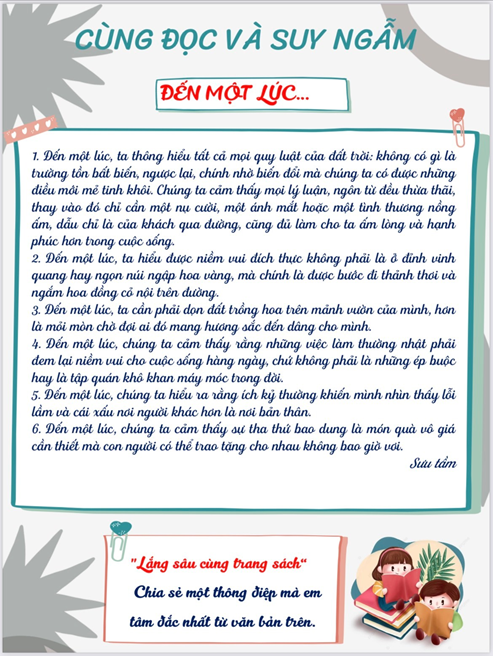 CÙNG ĐỌC VÀ SUY NGẪM
ĐẾN MỘT LÚC...
1. Đến một lúc, ta thông hiểu tất cả mọi quy luật của đất trời: không có gì là
trường tồn bất biến, ngược lại, chính nhờ biến đổi mà chúng ta có được những
điều mới mẻ tinh khôi. Chúng ta cảm thấy mọi lý luận, ngôn từ đều thừa thãi,
thay vào đó chỉ cần một nụ cười, một ánh mắt hoặc một tình thương nồng
ấm, dẫu chỉ là của khách qua đường, cũng đủ làm cho ta ấm lòng và hạnh
phúc hơn trong cuộc sống.
2. Đến một lúc, ta hiểu được niềm vui đích thực không phải là ở đỉnh vinh
quang hay ngọn núi ngập hoa vàng, mà chính là được bước đi thảnh thơi và
ngắm hoa đồng cỏ nội trên đường.
3. Đến một lúc, ta cần phải dọn đất trồng hoa trên mảnh vườn của mình, hơn
là mỏi mòn chờ đợi ai đó mang hương sắc đến dâng cho mình.
4. Đến một lúc, chúng ta cảm thấy rằng những việc làm thường nhật phải
đem lại niềm vui cho cuộc sống hàng ngày, chứ không phải là những ép buộc
hay là tập quán khô khan máy móc trong đời.
5. Đến một lúc, chúng ta hiểu ra rằng ích kỷ thường khiến mình nhìn thấy lỗi
lầm và cái xấu nơi người khác hơn là nơi bản thân.
6. Đến một lúc, chúng ta cảm thấy sự tha thứ bao dung là món quà vô giá
cần thiết mà con người có thể trao tặng cho nhau không bao giờ vơi.
Sưu tầm
"Lắng sâu cùng trang sách“
Chia sẻ một thông điệp mà em
tâm đắc nhất từ văn bản trên.